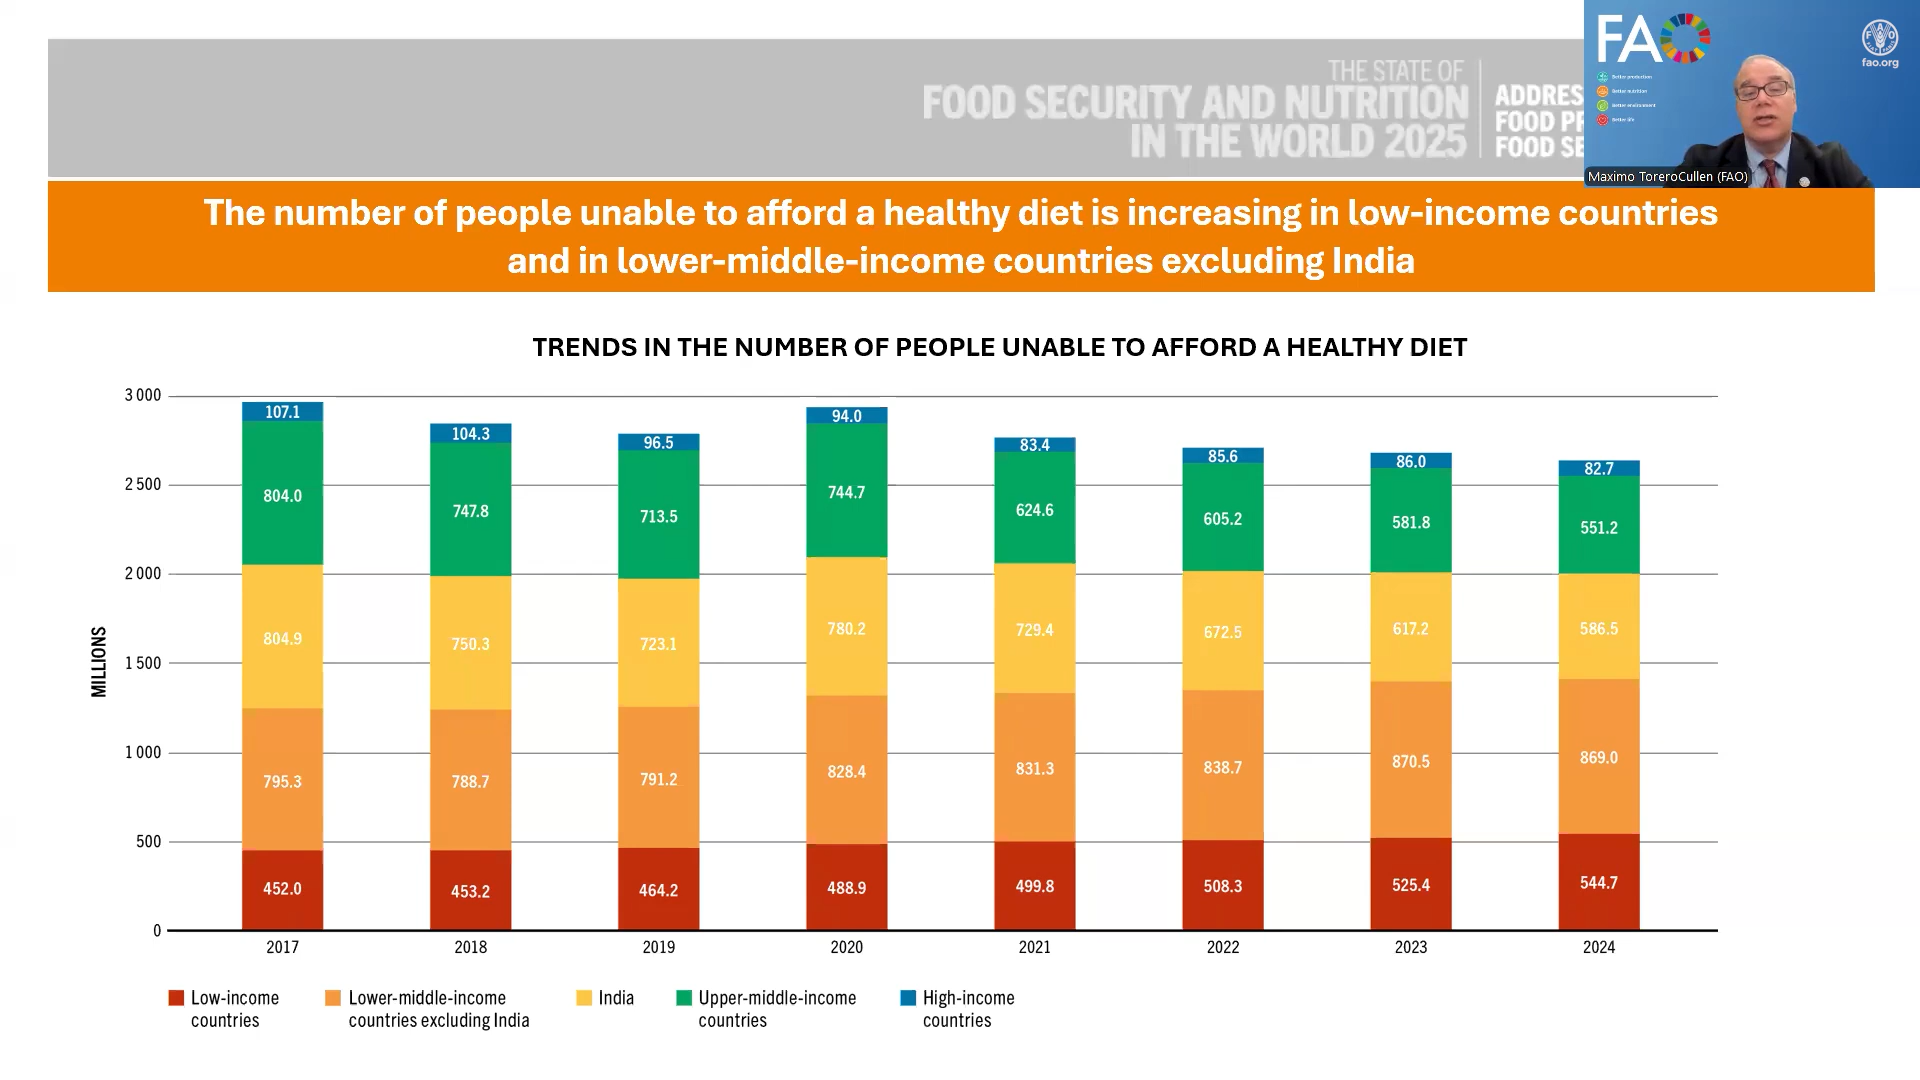 THE STATE OF
FOOD SECURITY AND NUTRITION
IN THE WORLD 2025
ADDRES
FOOD PR
FOOD SE
FAO
fao.org
Better production
Better nutrition
Better environment
Better life
Maximo ToreroCullen (FAO)
The number of people unable to afford a healthy diet is increasing in low-income countries
and in lower-middle-income countries excluding India
TRENDS IN THE NUMBER OF PEOPLE UNABLE TO AFFORD A HEALTHY DIET
MILLIONS
3 000
2 500
2 000
1 500
1 000
500
0
107.1
804.0
804.9
795.3
452.0
104.3
747.8
750.3
788.7
453.2
96.5
713.5
723.1
791.2
464.2
94.0
744.7
780.2
828.4
488.9
83.4
624.6
729.4
831.3
499.8
85.6
605.2
672.5
838.7
508.3
86.0
581.8
617.2
870.5
525.4
82.7
551.2
586.5
869.0
544.7
2017 2018 2019 2020 2021 2022 2023 2024
Low-income
countries
Lower-middle-income
countries excluding India
India
Upper-middle-income
countries
High-income
countries